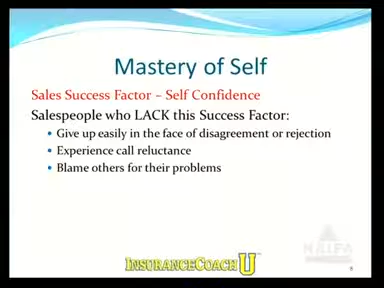 Mastery of Self
Sales Success Factor – Self Confidence
Salespeople who LACK this Success Factor:
• Give up easily in the face of disagreement or rejection
• Experience call reluctance
• Blame others for their problems
INSURANCECOACH U